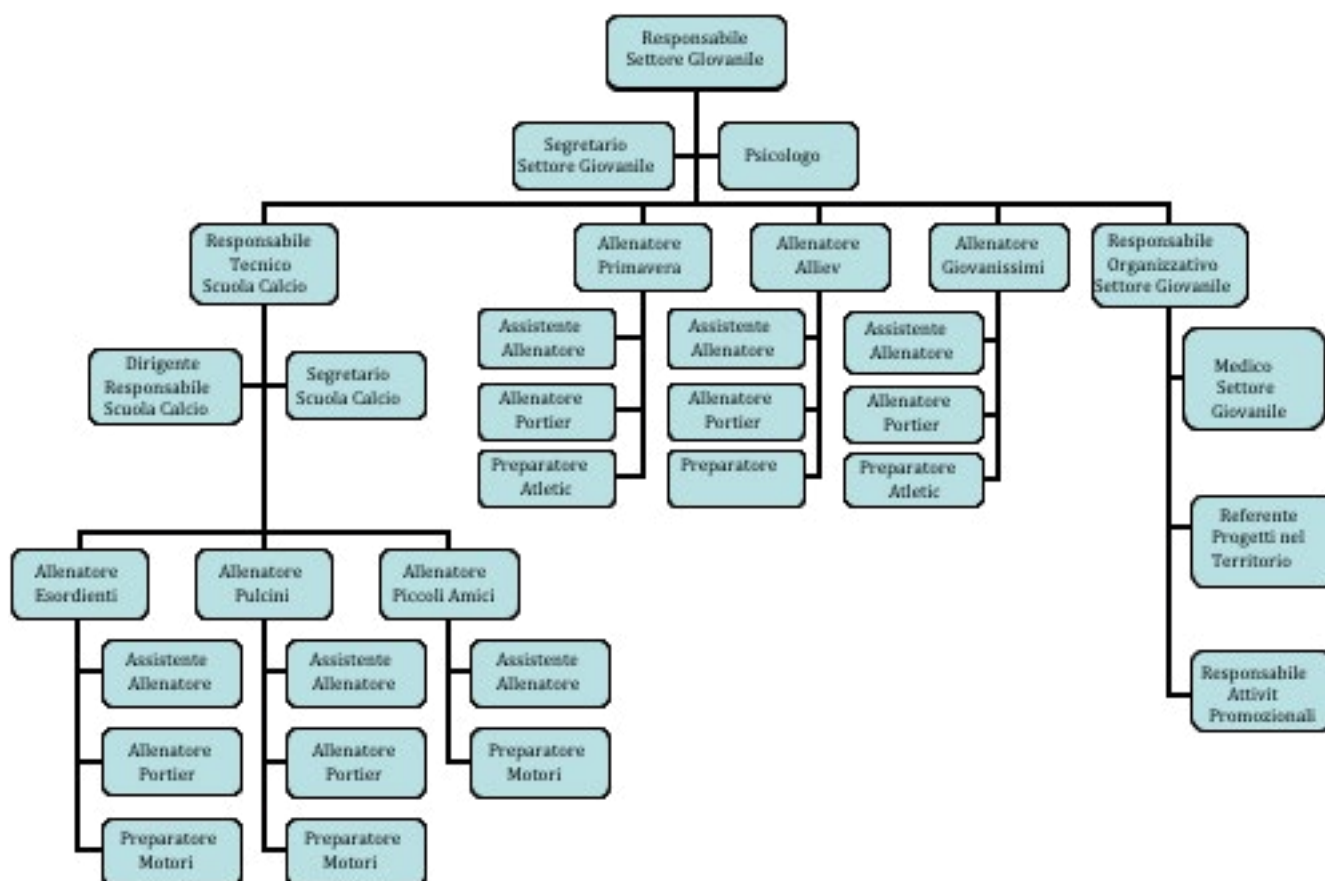 Responsabile
Settore Giovanile
Segretario
Settore Giovanile
Psicologo
Responsabile
Tecnico
Scuola Calcio
Allenatore
Primavera
Allenatore
Alliev
Allenatore
Giovanissimi
Responsabile
Organizzativo
Settore Giovanile
Dirigente
Responsabile
Scuola Calcio
Segretario
Scuola Calcio
Assistente
Allenatore
Allenatore
Portier
Preparatore
Atletic
Assistente
Allenatore
Allenatore
Portier
Preparatore
Assistente
Allenatore
Allenatore
Portier
Preparatore
Atletic
Medico
Settore
Giovanile
Referente
Progetti nel
Territorio
Responsabile
Attivit
Promozionali
Allenatore
Esordienti
Allenatore
Pulcini
Allenatore
Piccoli Amici
Assistente
Allenatore
Allenatore
Portier
Preparatore
Motori
Assistente
Allenatore
Allenatore
Portier
Preparatore
Motori
Assistente
Allenatore
Preparatore
Motori